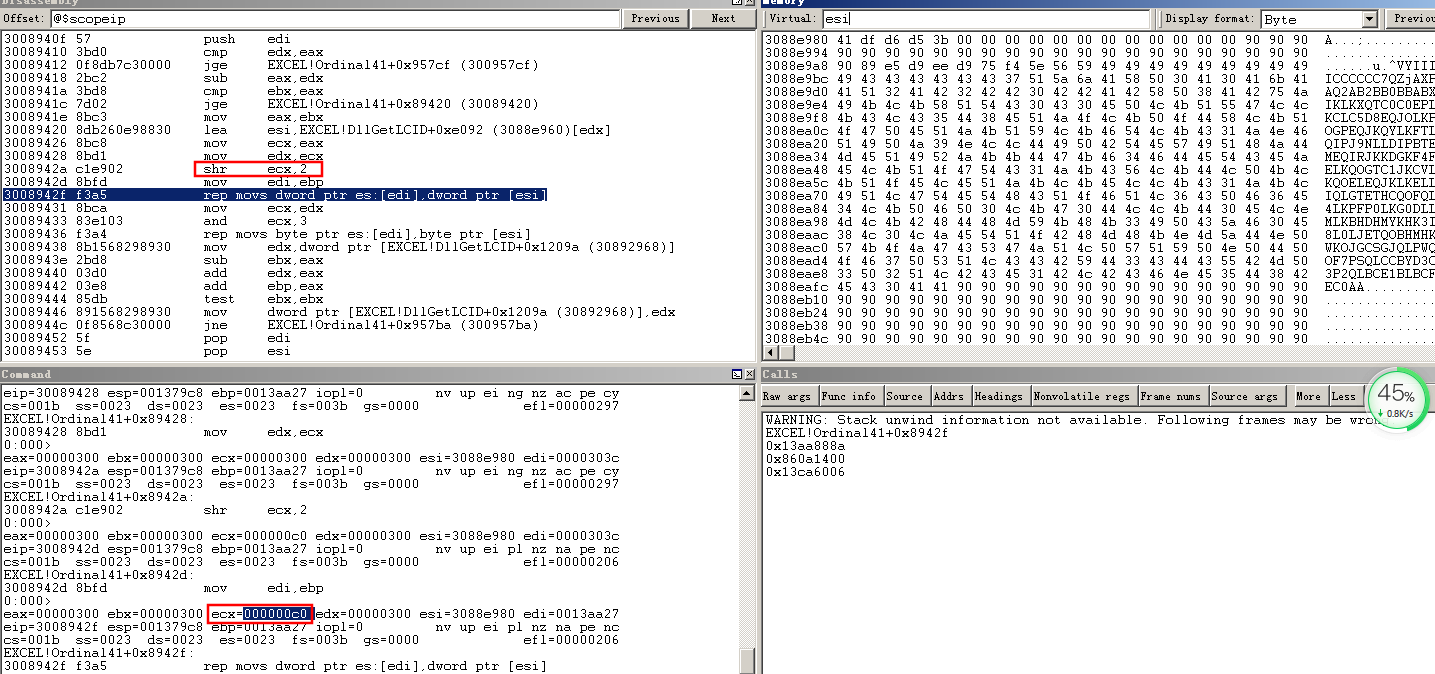 Disassembly
Offset: @$scopeip Previous Next
3008940f 57 push edi
30089410 3bd0 cmp edx,eax
30089412 0f8db7c30000 jge EXCEL!Ordinal41+0x957cf (300957cf)
30089418 2bc2 sub eax,edx
3008941a 3bd8 cmp ebx,eax
3008941c 7d02 jge EXCEL!Ordinal41+0x89420 (30089420)
3008941e 8bc3 mov eax,ebx
30089420 8db260e98830 lea esi,EXCEL!DllGetLCID+0xe092 (3088e960)[edx]
30089426 8bc8 mov ecx,eax
30089428 8bd1 mov edx,ecx
3008942a c1e902 shr ecx,2
3008942d 8bfd mov edi,ebp
3008942f f3a5 rep movs dword ptr es:[edi],dword ptr [esi]
30089431 8bca mov ecx,edx
30089433 83e103 and ecx,3
30089436 f3a4 rep movs byte ptr es:[edi],byte ptr [esi]
30089438 8b1568298930 mov edx,dword ptr [EXCEL!DllGetLCID+0x1209a (30892968)]
3008943e 2bd8 sub ebx,eax
30089440 03d0 add edx,eax
30089442 03e8 add ebp,eax
30089444 85db test ebx,ebx
30089446 891568298930 mov dword ptr [EXCEL!DllGetLCID+0x1209a (30892968)],edx
3008944c 0f8568c30000 jne EXCEL!Ordinal41+0x957ba (300957ba)
30089452 5f pop edi
30089453 5e pop esi
Memory
Virtual: esi Display format: Byte Previou
3088e980 41 df d6 d5 3b 00 00 00 00 00 00 00 00 00 00 00 00 90 90 90 A...;.........
3088e994 90 90 90 90 90 90 90 90 90 90 90 90 90 90 90 90 90 90 90 90 ..............
3088e9a8 90 89 e5 d9 ee d9 75 f4 5e 56 59 49 49 49 49 49 49 49 49 49 ......u.^VYIII
3088e9bc 49 43 43 43 43 43 43 37 51 5a 6a 41 58 50 30 41 30 41 6b 41 ICCCCCC7QZjAXP
3088e9d0 41 51 32 41 42 32 42 42 30 42 42 41 42 58 50 38 41 42 75 4a AQ2AB2BB0BBABX
3088e9e4 49 4b 4c 4b 58 51 54 43 30 43 30 45 50 4c 4b 51 55 47 4c 4c IKLKXQTC0C0EPL
3088e9f8 4b 43 4c 43 35 44 38 45 51 4a 4f 4c 4b 50 4f 44 58 4c 4b 51 KCLC5D8EQJOLKP
3088ea0c 4f 47 50 45 51 4a 4b 51 59 4c 4b 46 54 4c 4b 43 31 4a 4e 46 OGPEQJKQYLKFTL
3088ea20 51 49 50 4a 39 4e 4c 4c 44 49 50 42 54 45 57 49 51 48 4a 44 QIPJ9NLLDIPBTE
3088ea34 4d 45 51 49 52 4a 4b 4b 44 47 4b 46 34 46 44 45 54 43 45 4a MEQIRJKKDGKF4F
3088ea48 45 4c 4b 51 4f 47 54 43 31 4a 4b 43 56 4c 4b 44 4c 50 4b 4c ELKQOGTC1JKCVL
3088ea5c 4b 51 4f 45 4c 45 51 4a 4b 4c 4b 45 4c 4b 43 31 4a 4b 4c KQOELEQJKLKELL
3088ea70 49 51 4c 47 54 45 54 48 43 51 4f 46 51 4c 36 43 50 46 36 45 IQLGTETHCQOFQL
3088ea84 34 4c 4b 50 46 50 30 4c 4b 47 30 44 4c 4c 4b 44 30 45 4c 4e 4LKPFP0LKG0DLL
3088ea98 4d 4c 4b 42 48 44 48 4d 59 4b 48 4b 33 49 50 43 5a 46 30 45 MLKBHDHMYKHK3I
3088eaac 38 4c 30 4c 4a 45 54 51 4f 42 48 4d 48 4b 4e 4d 5a 44 4e 50 8L0LJETQOBHMHK
3088eac0 57 4b 4f 4a 47 43 53 47 4a 51 4c 50 57 51 59 50 4e 50 44 50 WKOJGCSGJQLPWQ
3088ead4 4f 46 37 50 53 51 4c 43 43 42 59 44 33 43 44 43 55 42 4d 50 OF7PSQLCCBYD3C
3088eae8 33 50 32 51 4c 42 43 45 31 42 4c 42 43 46 4e 45 35 44 38 42 3P2QLBCE1BLBCF
3088eafc 45 43 30 41 41 90 90 90 90 90 90 90 90 90 90 90 90 90 90 90 EC0AA.........
3088eb10 90 90 90 90 90 90 90 90 90 90 90 90 90 90 90 90 90 90 90 90 ..............
3088eb24 90 90 90 90 90 90 90 90 90 90 90 90 90 90 90 90 90 90 90 90 ..............
3088eb38 90 90 90 90 90 90 90 90 90 90 90 90 90 90 90 90 90 90 90 90 ..............
3088eb4c 90 90 90 90 90 90 90 90 90 90 90 90 90 90 90 90 90 90 90 90 ..............
Command
eip=30089428 esp=001379c8 ebp=0013aa27 iopl=0 nv up ei ng nz ac pe cy
cs=001b ss=0023 ds=0023 es=0023 fs=003b gs=0000 efl=00000297
EXCEL!Ordinal41+0x89428:
30089428 8bd1 mov edx,ecx
0:000>
eax=00000300 ebx=00000300 ecx=00000300 edx=00000300 esi=3088e980 edi=0000303c
eip=3008942a esp=001379c8 ebp=0013aa27 iopl=0 nv up ei ng nz ac pe cy
cs=001b ss=0023 ds=0023 es=0023 fs=003b gs=0000 efl=00000297
EXCEL!Ordinal41+0x8942a:
3008942a c1e902 shr ecx,2
0:000>
eax=00000300 ebx=00000300 ecx=000000c0 edx=00000300 esi=3088e980 edi=0000303c
eip=3008942d esp=001379c8 ebp=0013aa27 iopl=0 nv up ei pl nz na pe nc
cs=001b ss=0023 ds=0023 es=0023 fs=003b gs=0000 efl=00000206
EXCEL!Ordinal41+0x8942d:
3008942d 8bfd mov edi,ebp
0:000>
eax=00000300 ebx=00000300 ecx=000000c0 edx=00000300 esi=3088e980 edi=0013aa27
eip=3008942f esp=001379c8 ebp=0013aa27 iopl=0 nv up ei pl nz na pe nc
cs=001b ss=0023 ds=0023 es=0023 fs=003b gs=0000 efl=00000206
EXCEL!Ordinal41+0x8942f:
3008942f f3a5 rep movs dword ptr es:[edi],dword ptr [esi]
Calls
Raw args Func info Source Addrs Headings Nonvolatile regs Frame nums Source args More Less
WARNING: Stack unwind information not available. Following frames may be wron
EXCEL!Ordinal41+0x8942f
0x13aa888a
0x860a1400
0x13ca6006
45%
0.8K/s